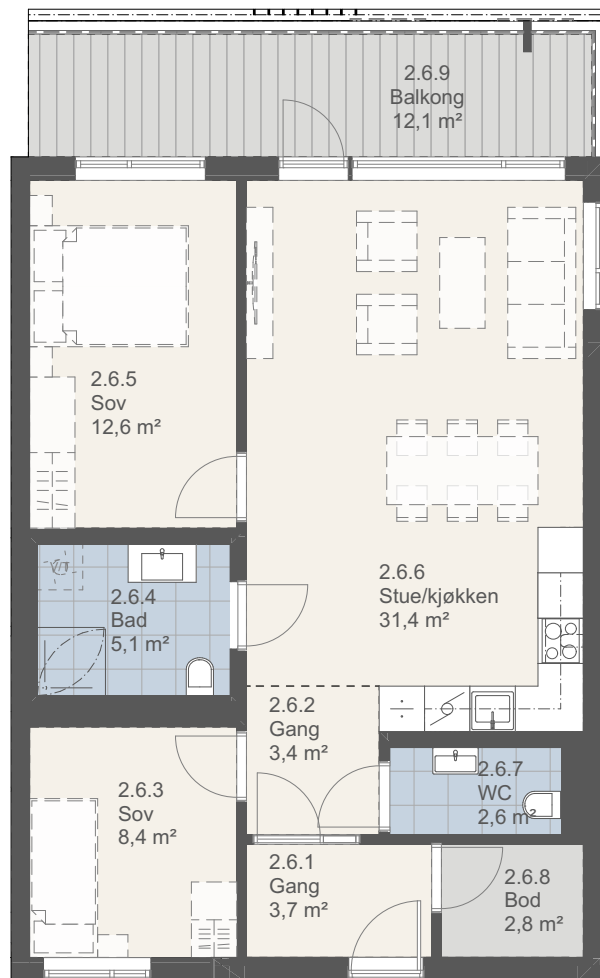 2.6.9
Balkong
12,1 m²
2.6.5
Sov
12,6 m²
2.6.6
Stue/kjøkken
31,4 m²
2.6.4
Bad
5,1 m²
VM
2.6.2
Gang
3,4 m²
2.6.3
Sov
8,4 m²
2.6.7
WC
2,6 m²
2.6.1
Gang
3,7 m²
2.6.8
Bod
2,8 m²